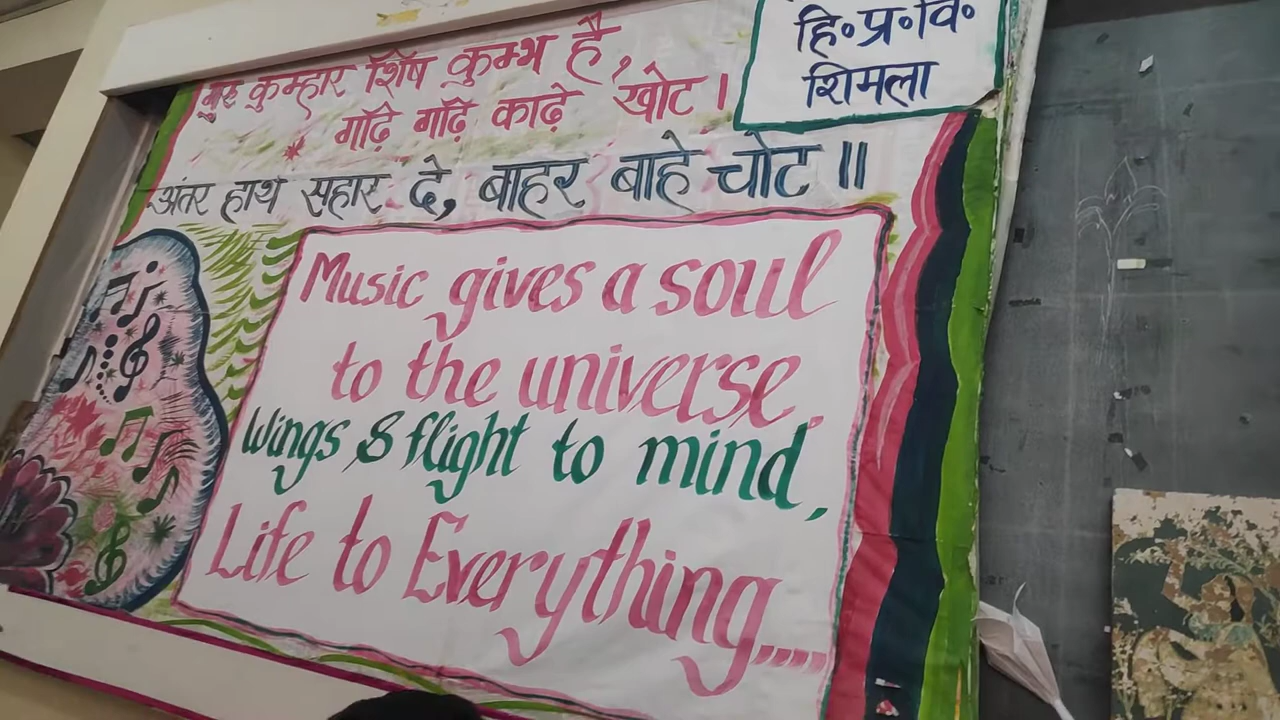 हि॰प्र॰वि॰
शिमला
गुरु कुम्हार शिष कुम्भ है,
गढ़ि गढ़ि काढ़े खोट।
अंतर हाथ सहार दे, बाहर बाहे चोट॥
Music gives a soul
to the universe,
Wings & flight to mind,
Life to Everything....